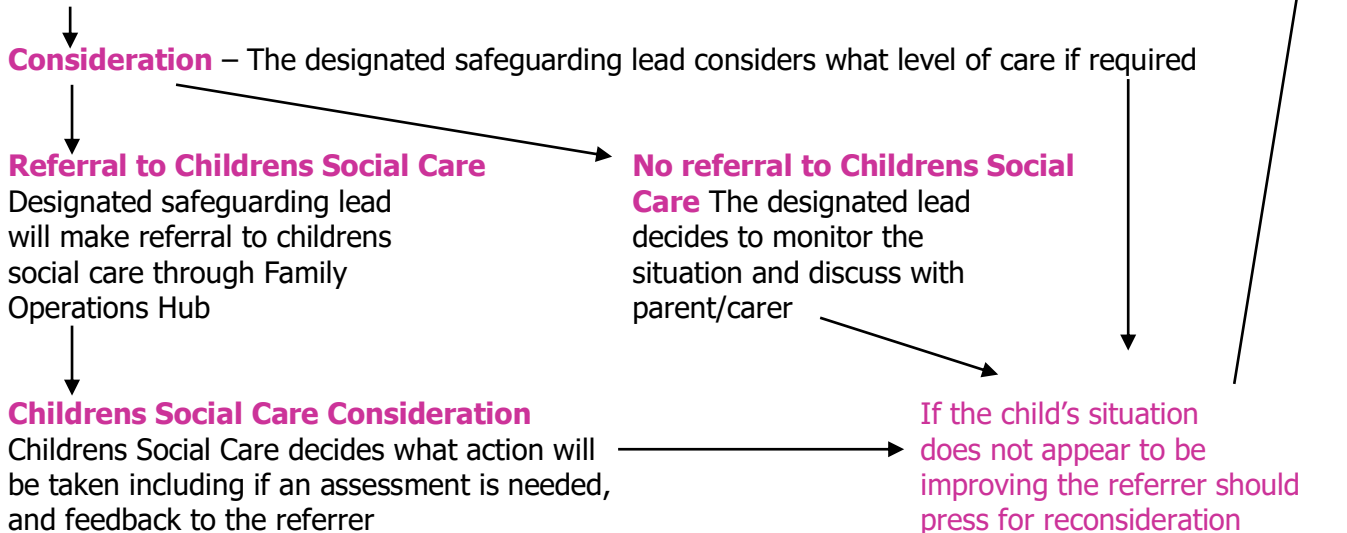 Consideration – The designated safeguarding lead considers what level of care if required
Referral to Childrens Social Care
Designated safeguarding lead
will make referral to childrens
social care through Family
Operations Hub
No referral to Childrens Social
Care The designated lead
decides to monitor the
situation and discuss with
parent/carer
Childrens Social Care Consideration
Childrens Social Care decides what action will
be taken including if an assessment is needed,
and feedback to the referrer
If the child’s situation
does not appear to be
improving the referrer should
press for reconsideration